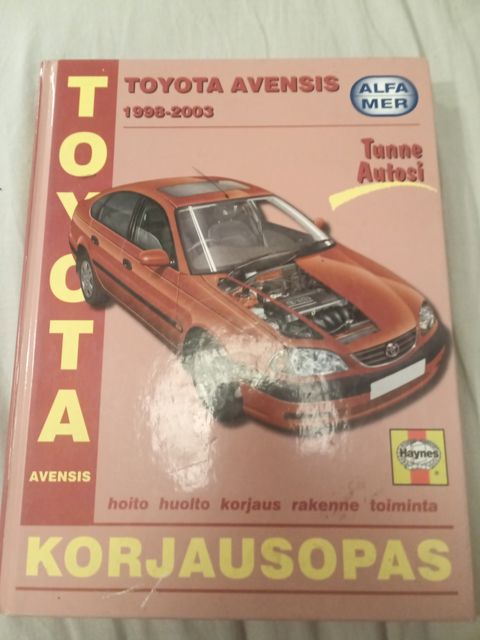 TOYOTA AVENSIS
1998-2003
ALFA
MER
Tunne
Autosi
TOYOTA
AVENSIS
Haynes
hoito huolto korjaus rakenne toiminta
KORJAUSOPAS